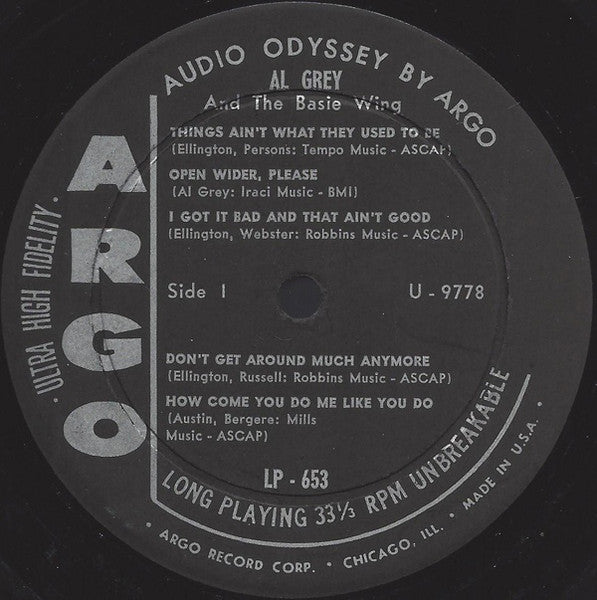 AUDIO ODYSSEY BY ARGO
AL GREY
And The Basie Wing
THINGS AIN'T WHAT THEY USED TO BE
(Ellington, Persons: Tempo Music - ASCAP)
OPEN WIDER, PLEASE
(Al Grey: Iraci Music - BMI)
I GOT IT BAD AND THAT AIN'T GOOD
(Ellington, Webster: Robbins Music - ASCAP)
ARGO
· ULTRA HIGH FIDELITY ·
Side 1
U - 9778
DON'T GET AROUND MUCH ANYMORE
(Ellington, Russell: Robbins Music - ASCAP)
HOW COME YOU DO ME LIKE YOU DO
(Austin, Bergere: Mills
Music - ASCAP)
LP - 653
LONG PLAYING 33⅓ RPM UNBREAKABLE
· ARGO RECORD CORP. · CHICAGO, ILL. · MADE IN U.S.A. ·